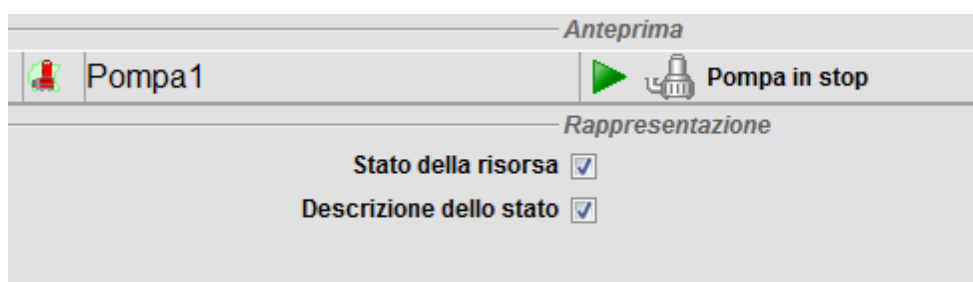 Anteprima
Pompa1 Pompa in stop
Rappresentazione
Stato della risorsa
Descrizione dello stato